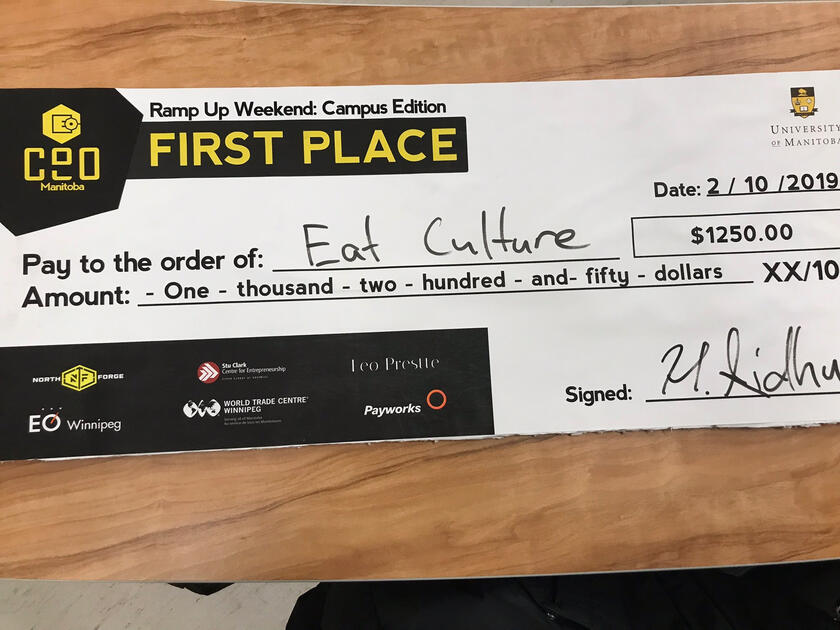 CEO
Manitoba
Ramp Up Weekend: Campus Edition
FIRST PLACE
UNIVERSITY
OF MANITOBA
Date: 2 / 10 /2019
Pay to the order of: Eat Culture
$1250.00
Amount: - One - thousand - two - hundred - and- fifty - dollars XX/10
NORTH NF FORGE
Stu Clark
Centre for Entrepreneurship
Leo Prestte
EO Winnipeg
WORLD TRADE CENTRE
WINNIPEG
Payworks
Signed: